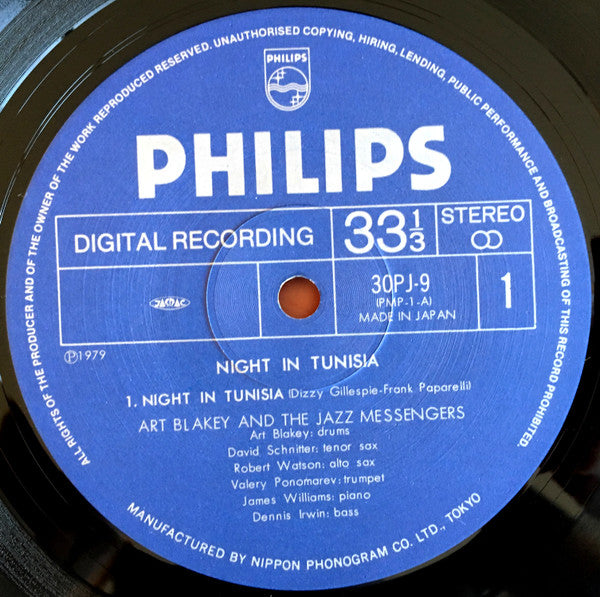 ALL RIGHTS OF THE PRODUCER AND OF THE OWNER OF THE WORK REPRODUCED RESERVED. UNAUTHORISED COPYING, HIRING, LENDING, PUBLIC PERFORMANCE AND BROADCASTING OF THIS RECORD PROHIBITED.
PHILIPS
PHILIPS
DIGITAL RECORDING
33 1/3
STEREO
JASRAC
30PJ-9
(PMP-1-A)
MADE IN JAPAN
1
Ⓟ1979
NIGHT IN TUNISIA
1. NIGHT IN TUNISIA (Dizzy Gillespie-Frank Paparelli)
ART BLAKEY AND THE JAZZ MESSENGERS
Art Blakey: drums
David Schnitter: tenor sax
Robert Watson: alto sax
Valery Ponomarev: trumpet
James Williams: piano
Dennis Irwin: bass
MANUFACTURED BY NIPPON PHONOGRAM CO. LTD., TOKYO